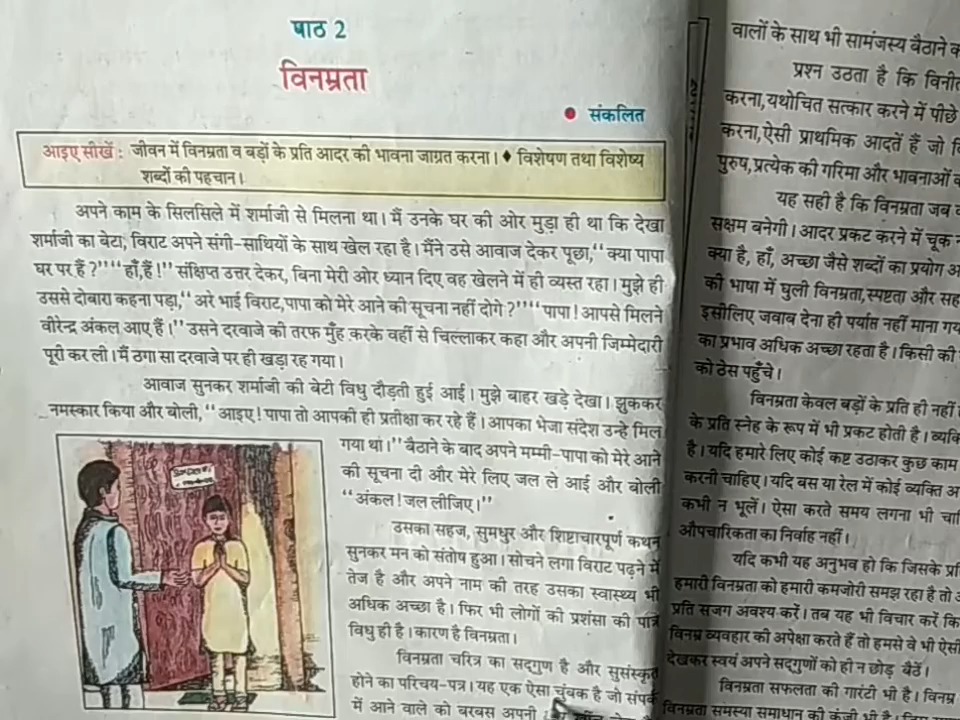 पाठ 2
विनम्रता
• संकलित
आइए सीखें : जीवन में विनम्रता व बड़ों के प्रति आदर की भावना जाग्रत करना। ♦ विशेषण तथा विशेष्य
शब्दों की पहचान।
अपने काम के सिलसिले में शर्माजी से मिलना था। मैं उनके घर की ओर मुड़ा ही था कि देखा
शर्माजी का बेटा, विराट अपने संगी-साथियों के साथ खेल रहा है। मैंने उसे आवाज देकर पूछा,‘‘ क्या पापा
घर पर हैं ?’’ ‘‘हाँ,हैं !’’ संक्षिप्त उत्तर देकर, बिना मेरी ओर ध्यान दिए वह खेलने में ही व्यस्त रहा। मुझे ही
उससे दोबारा कहना पड़ा,‘‘ अरे भाई विराट,पापा को मेरे आने की सूचना नहीं दोगे ?’’ ‘‘पापा ! आपसे मिलने
वीरेन्द्र अंकल आए हैं।’’ उसने दरवाजे की तरफ मुँह करके वहीं से चिल्लाकर कहा और अपनी जिम्मेदारी
पूरी कर ली। मैं ठगा सा दरवाजे पर ही खड़ा रह गया।
आवाज सुनकर शर्माजी की बेटी विधु दौड़ती हुई आई। मुझे बाहर खड़े देखा। झुककर
नमस्कार किया और बोली, ‘‘ आइए ! पापा तो आपकी ही प्रतीक्षा कर रहे हैं। आपका भेजा संदेश उन्हे मिल
गया था।’’ बैठाने के बाद अपने मम्मी-पापा को मेरे आने
की सूचना दी और मेरे लिए जल ले आई और बोली
‘‘ अंकल ! जल लीजिए।’’
उसका सहज, सुमधुर और शिष्टाचारपूर्ण कथन
सुनकर मन को संतोष हुआ। सोचने लगा विराट पढ़ने में
तेज है और अपने नाम की तरह उसका स्वास्थ्य भी
अधिक अच्छा है। फिर भी लोगों की प्रशंसा की पात्र
विधु ही है। कारण है विनम्रता।
विनम्रता चरित्र का सद्‌गुण है और सुसंस्कृत
होने का परिचय-पत्र। यह एक ऐसा चुंबक है जो संपर्क
में आने वाले को बरबस अपनी
वालों के साथ भी सामंजस्य बैठाने
प्रश्न उठता है कि
करना,यथोचित सत्कार करने में पीछे
करना,ऐसी प्राथमिक आदतें हैं जो
पुरुष,प्रत्येक की गरिमा और भावनाओं
यह सही है कि विनम्रता जब
सक्षम बनेगी। आदर प्रकट करने में चूक
क्या है, हाँ, अच्छा जैसे शब्दों का प्रयोग
की भाषा में घुली विनम्रता,स्पष्टता और
इसीलिए जवाब देना ही पर्याप्त नहीं माना
का प्रभाव अधिक अच्छा रहता है। किसी की
को ठेस पहुँचे।
विनम्रता केवल बड़ों के प्रति ही नहीं
के प्रति स्नेह के रूप में भी प्रकट होती है।
है। यदि हमारे लिए कोई कष्ट उठाकर कुछ काम
करनी चाहिए। यदि बस या रेल में कोई व्यक्ति
कभी न भूलें। ऐसा करते समय लगना भी
औपचारिकता का निर्वाह नहीं।
यदि कभी यह अनुभव हो कि जिसके
हमारी विनम्रता को हमारी कमजोरी समझ रहा है तो
प्रति सजग अवश्य करें। तब यह भी विचार करें कि
विनम्र व्यवहार की अपेक्षा करते हैं तो हमसे वे भी
देखकर स्वयं अपने सद्‌गुणों को ही न छोड़ बैठें।
विनम्रता सफलता की गारंटी भी है। विनम्र
विनम्रता समस्या समाधान की कुंजी भी है।